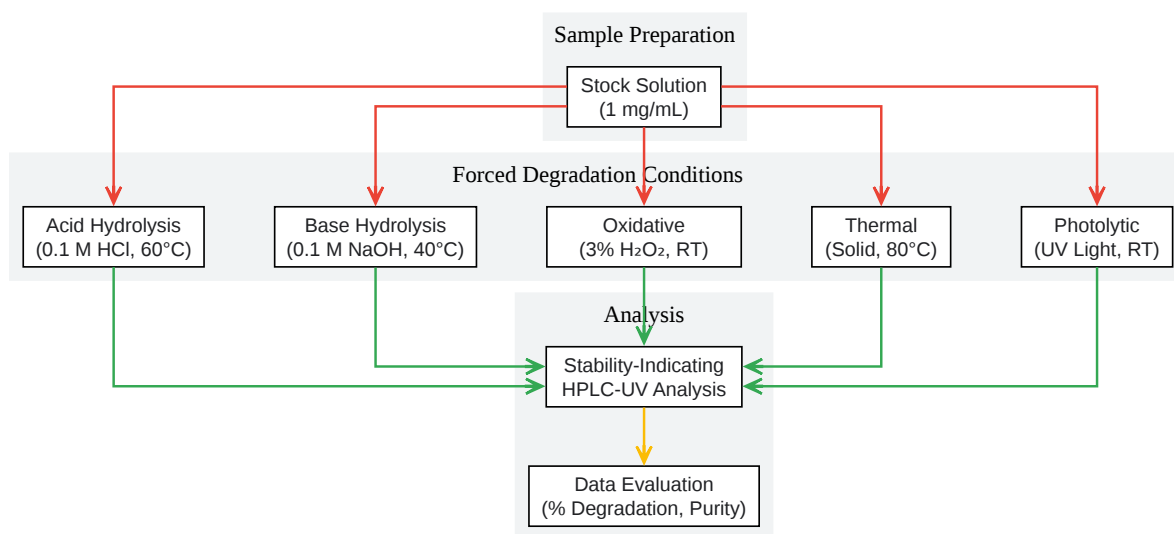 Sample Preparation
Stock Solution
(1 mg/mL)
Forced Degradation Conditions
Acid Hydrolysis
(0.1 M HCl, 60°C)
Base Hydrolysis
(0.1 M NaOH, 40°C)
Oxidative
(3% H₂O₂, RT)
Thermal
(Solid, 80°C)
Photolytic
(UV Light, RT)
Analysis
Stability-Indicating
HPLC-UV Analysis
Data Evaluation
(% Degradation, Purity)